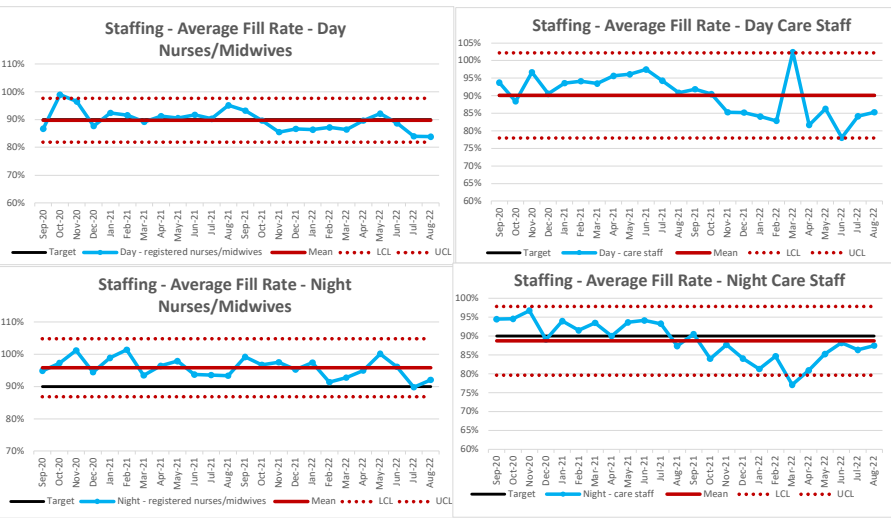 Staffing - Average Fill Rate - Day
Nurses/Midwives
110%
100%
90%
80%
70%
60%
Sep-20
Oct-20
Nov-20
Dec-20
Jan-21
Feb-21
Mar-21
Apr-21
May-21
Jun-21
Jul-21
Aug-21
Sep-21
Oct-21
Nov-21
Dec-21
Jan-22
Feb-22
Mar-22
Apr-22
May-22
Jun-22
Jul-22
Aug-22
Target Day - registered nurses/midwives Mean LCL UCL
Staffing - Average Fill Rate - Day Care Staff
105%
100%
95%
90%
85%
80%
75%
70%
65%
60%
Sep-20
Oct-20
Nov-20
Dec-20
Jan-21
Feb-21
Mar-21
Apr-21
May-21
Jun-21
Jul-21
Aug-21
Sep-21
Oct-21
Nov-21
Dec-21
Jan-22
Feb-22
Mar-22
Apr-22
May-22
Jun-22
Jul-22
Aug-22
Target Day - care staff Mean LCL UCL
Staffing - Average Fill Rate - Night
Nurses/Midwives
110%
100%
90%
80%
70%
Sep-20
Oct-20
Nov-20
Dec-20
Jan-21
Feb-21
Mar-21
Apr-21
May-21
Jun-21
Jul-21
Aug-21
Sep-21
Oct-21
Nov-21
Dec-21
Jan-22
Feb-22
Mar-22
Apr-22
May-22
Jun-22
Jul-22
Aug-22
Target Night - registered nurses/midwives Mean LCL UCL
Staffing - Average Fill Rate - Night Care Staff
100%
95%
90%
85%
80%
75%
70%
65%
60%
Sep-20
Oct-20
Nov-20
Dec-20
Jan-21
Feb-21
Mar-21
Apr-21
May-21
Jun-21
Jul-21
Aug-21
Sep-21
Oct-21
Nov-21
Dec-21
Jan-22
Feb-22
Mar-22
Apr-22
May-22
Jun-22
Jul-22
Aug-22
Target Night - care staff Mean LCL UCL